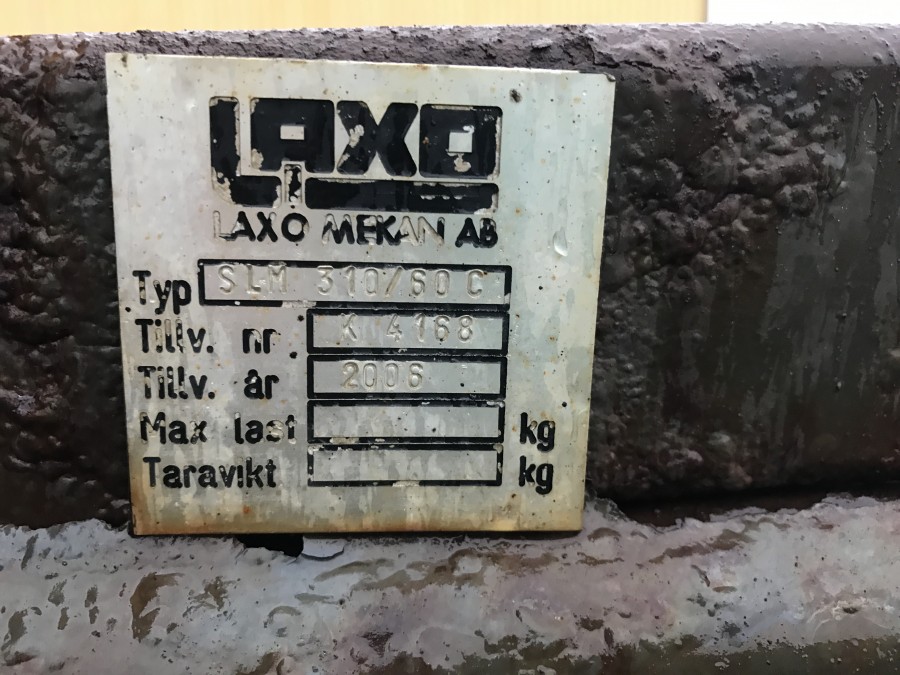 LAXO
LAXO MEKAN AB
Typ SLM 310/60 C
Tillv. nr K 4168
Tillv. år 2006
Max last kg
Taravikt kg